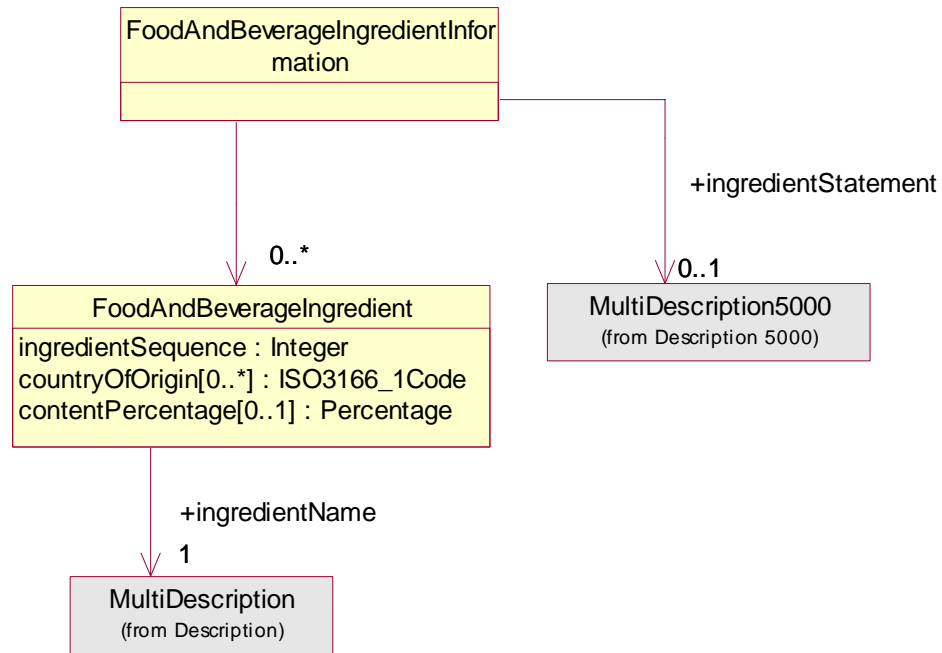 FoodAndBeverageIngredientInfor
mation
+ingredientStatement
0..*
0..1
FoodAndBeverageIngredient
ingredientSequence : Integer
countryOfOrigin[0..*] : ISO3166_1Code
contentPercentage[0..1] : Percentage
MultiDescription5000
(from Description 5000)
+ingredientName
1
MultiDescription
(from Description)